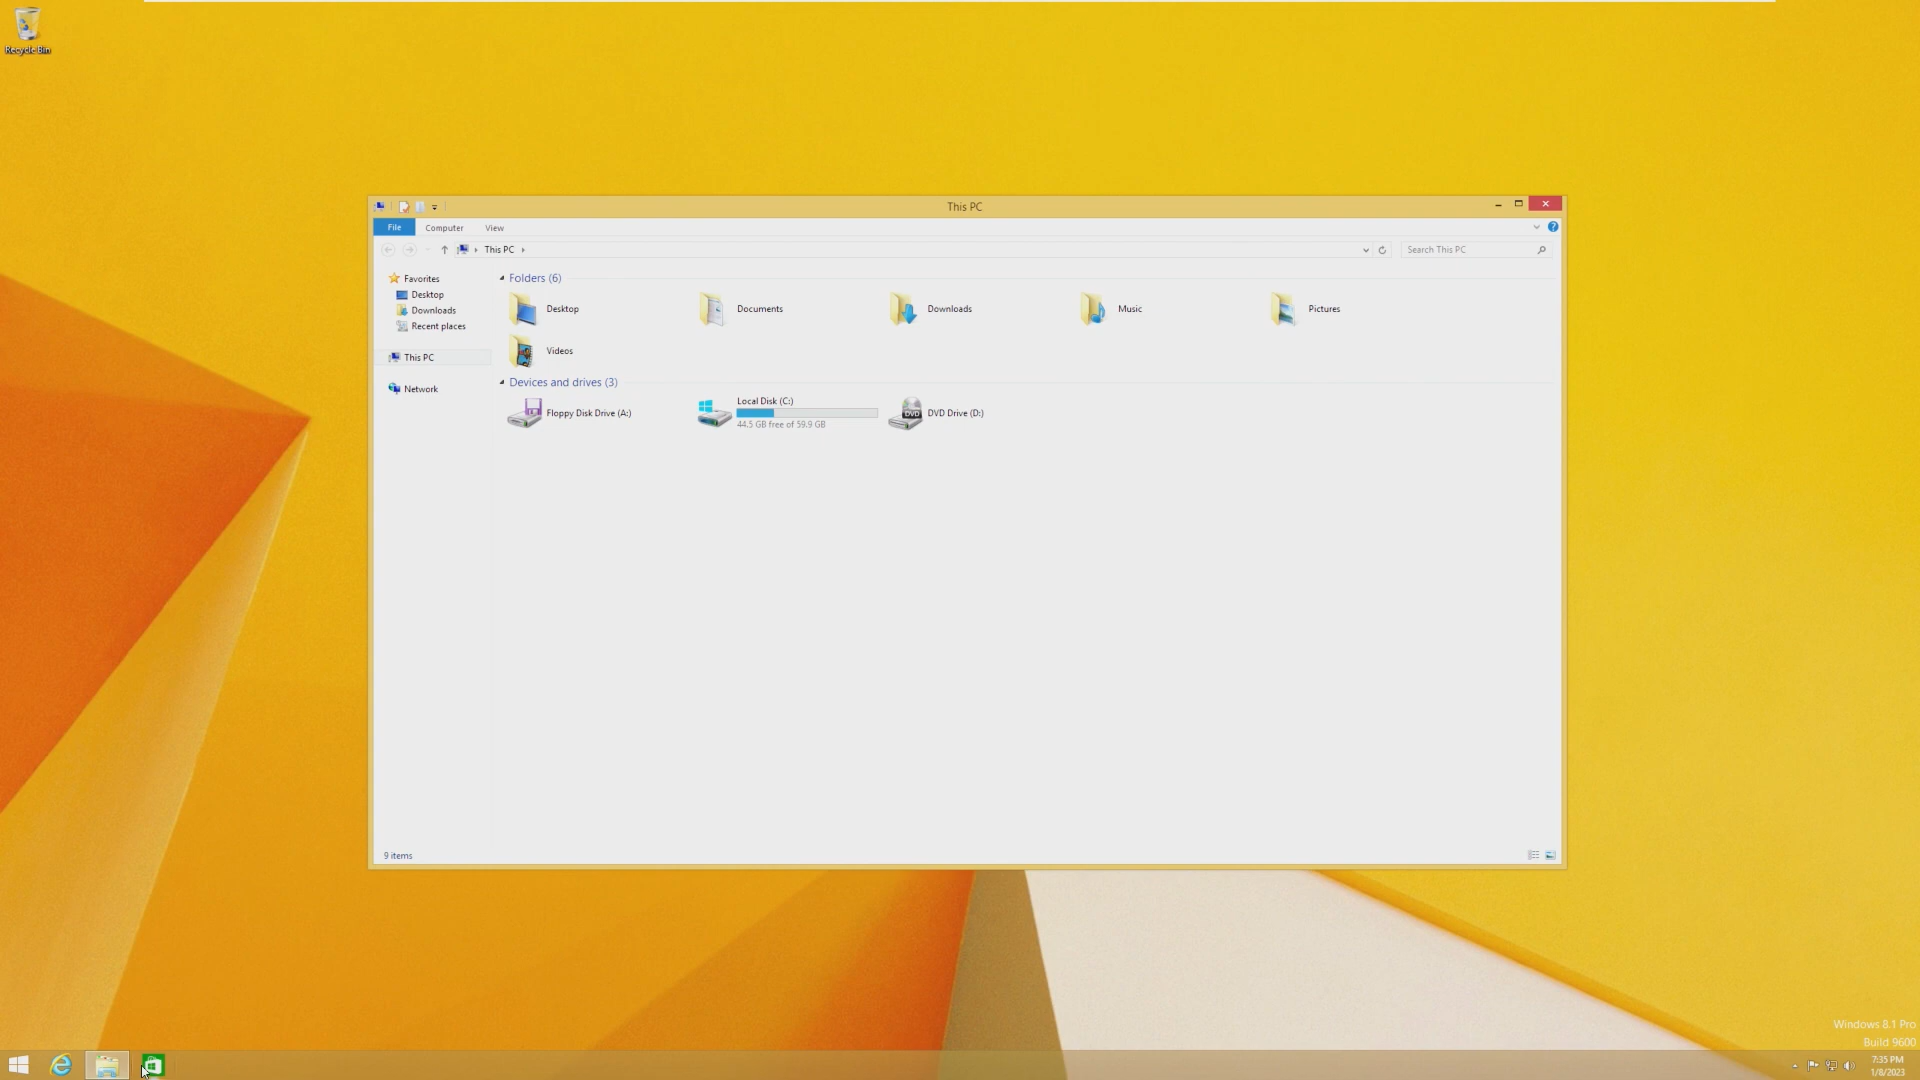 Recycle Bin
This PC
File
Computer
View
This PC
Search This PC
Favorites
Desktop
Downloads
Recent places
This PC
Network
Folders (6)
Desktop
Documents
Downloads
Music
Pictures
Videos
Devices and drives (3)
Floppy Disk Drive (A:)
Local Disk (C:)
44.5 GB free of 59.9 GB
DVD
DVD Drive (D:)
9 items
Windows 8.1 Pro
Build 9600
7:35 PM
1/8/2023